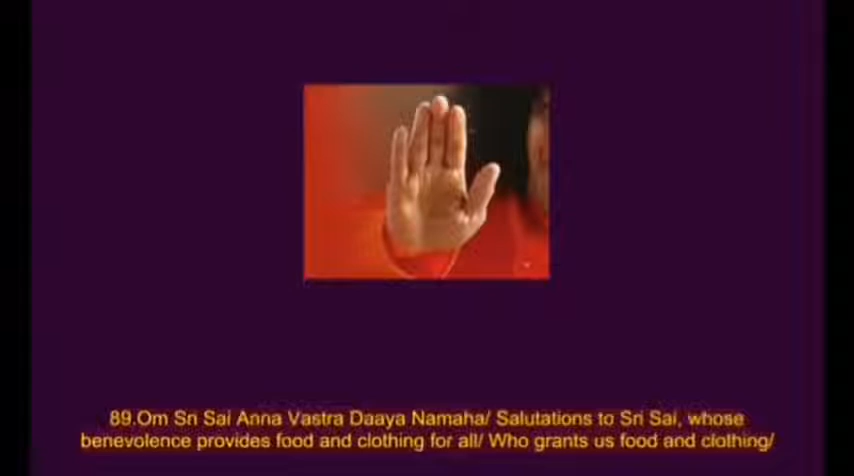 89.Om Sri Sai Anna Vastra Daaya Namaha/ Salutations to Sri Sai, whose
benevolence provides food and clothing for all/ Who grants us food and clothing/